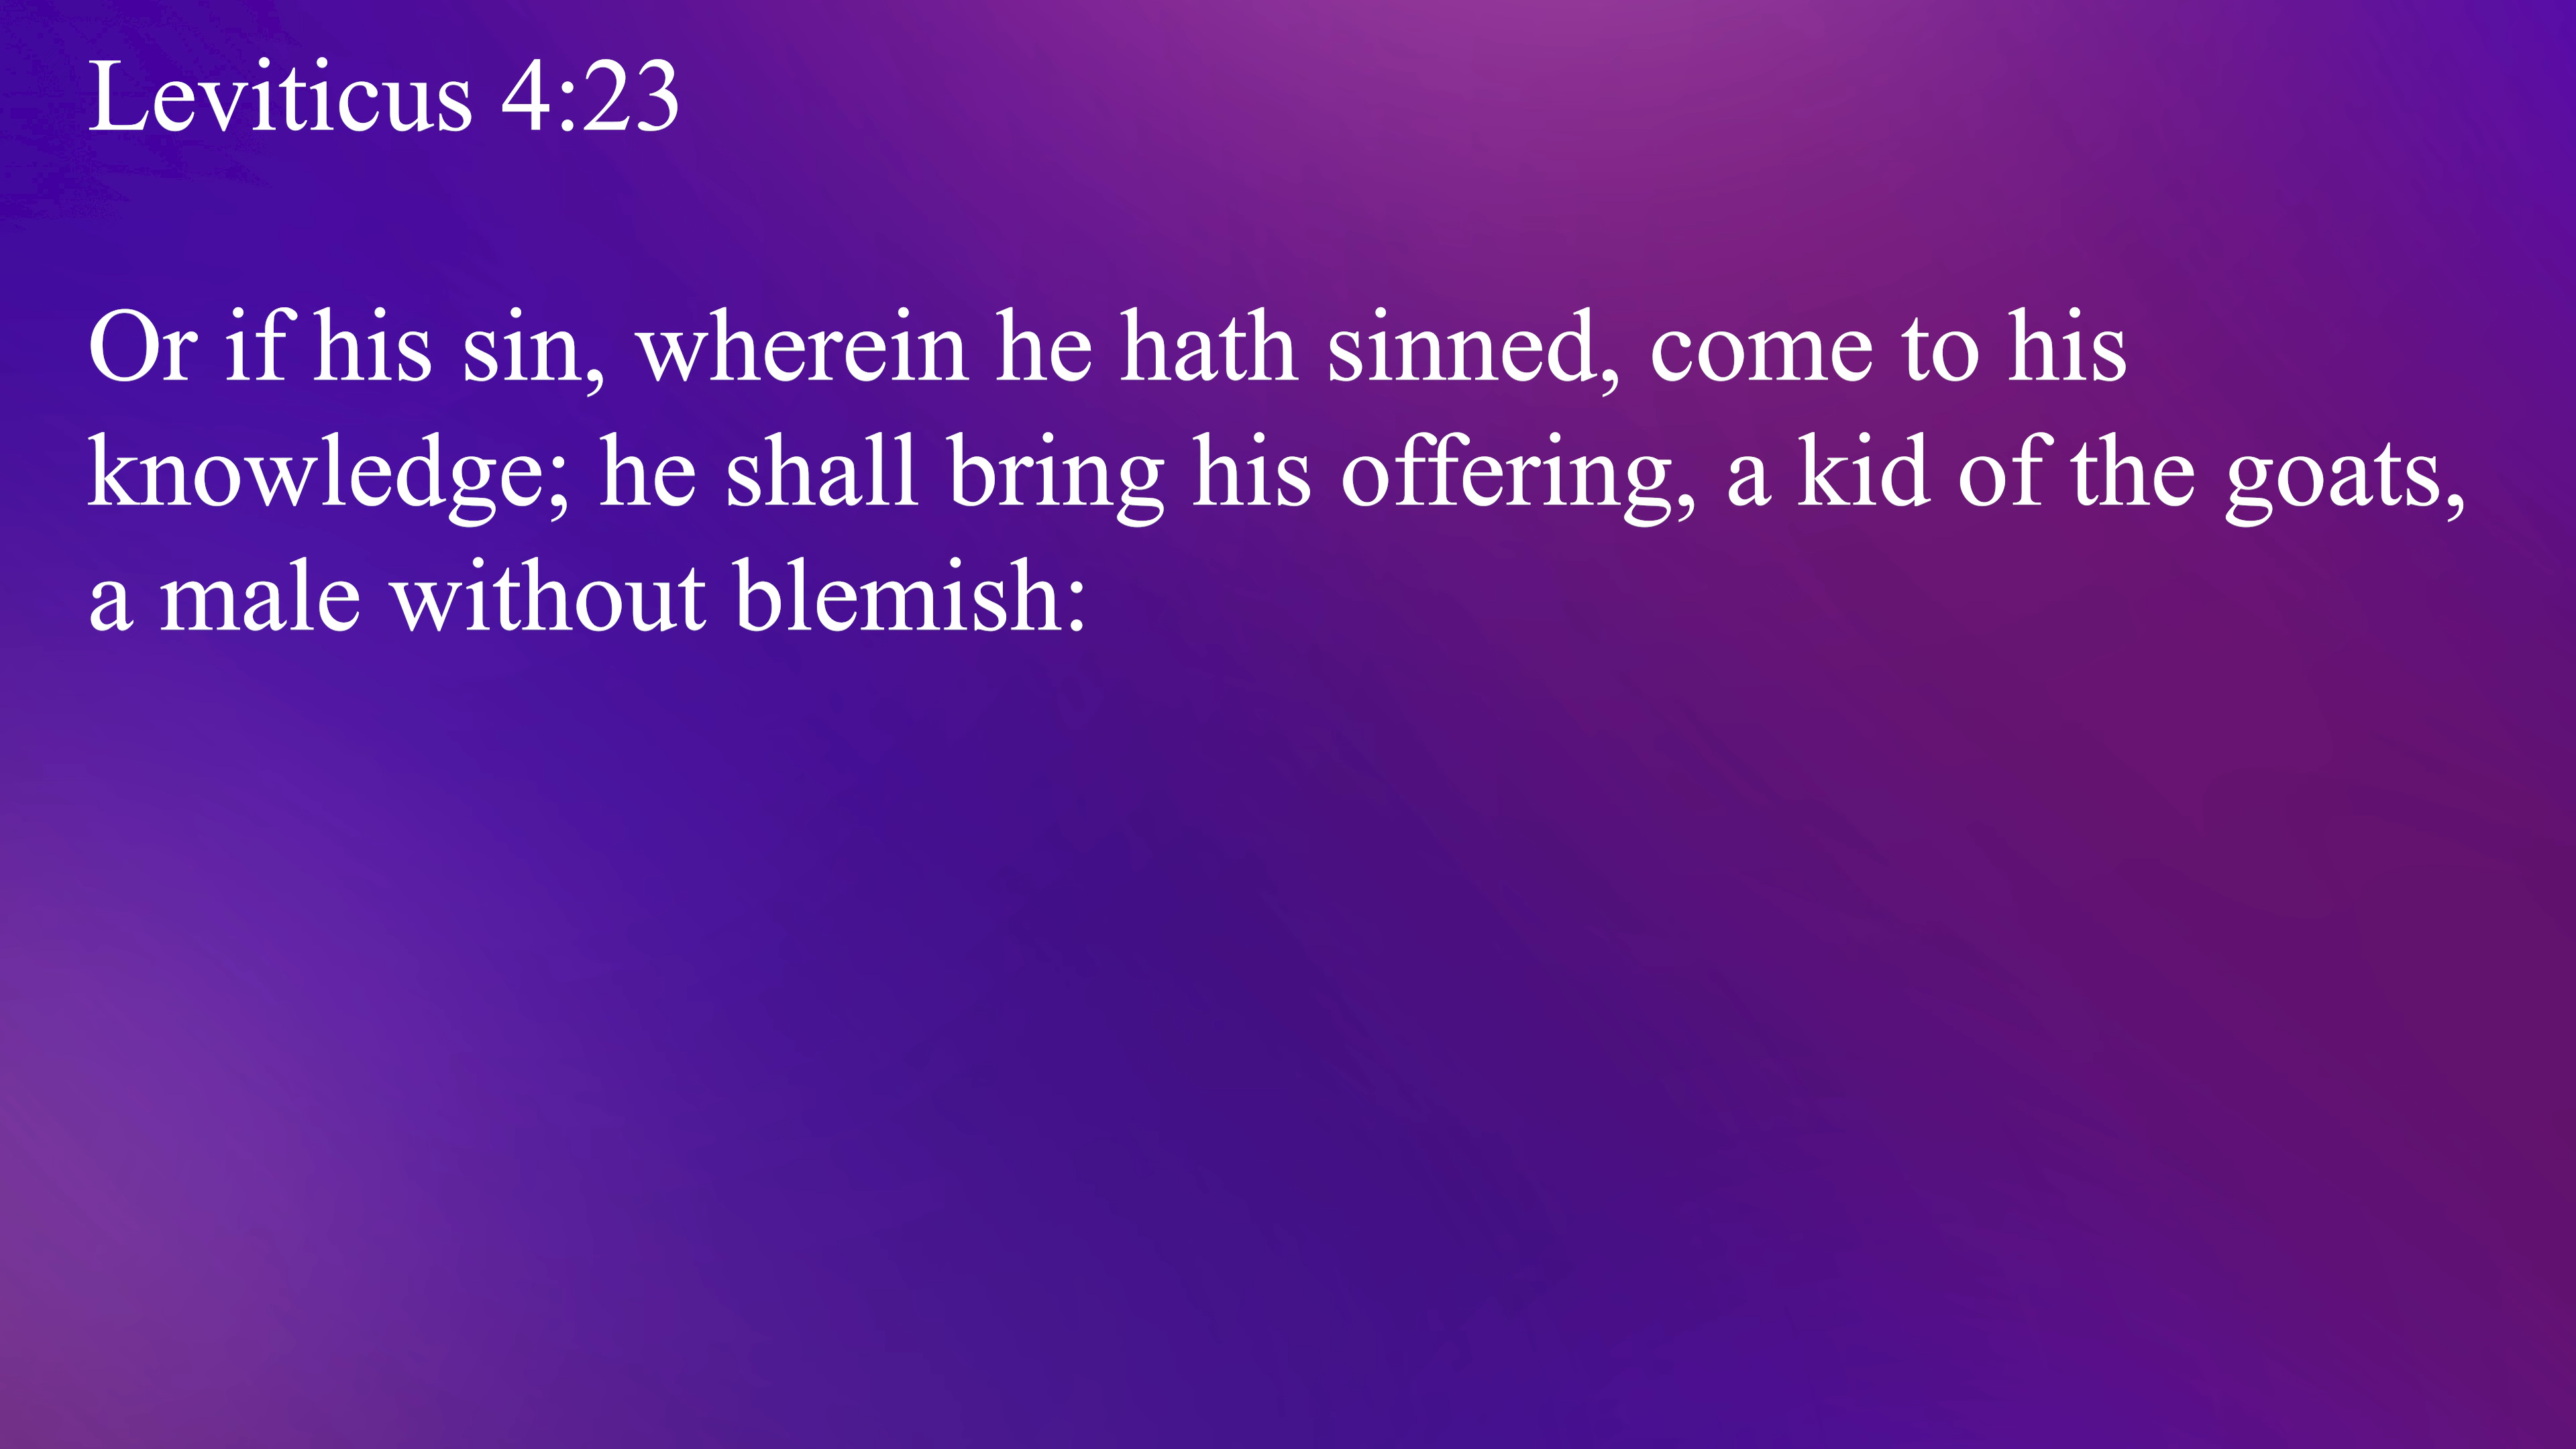 Leviticus 4:23
Or if his sin, wherein he hath sinned, come to his
knowledge; he shall bring his offering, a kid of the goats,
a male without blemish: